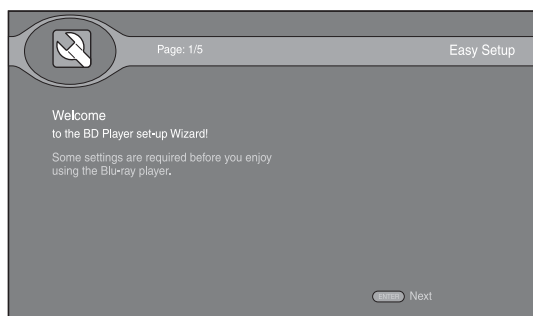 Page: 1/5
Easy Setup
Welcome
to the BD Player set-up Wizard!
Some settings are required before you enjoy
using the Blu-ray player.
ENTER Next